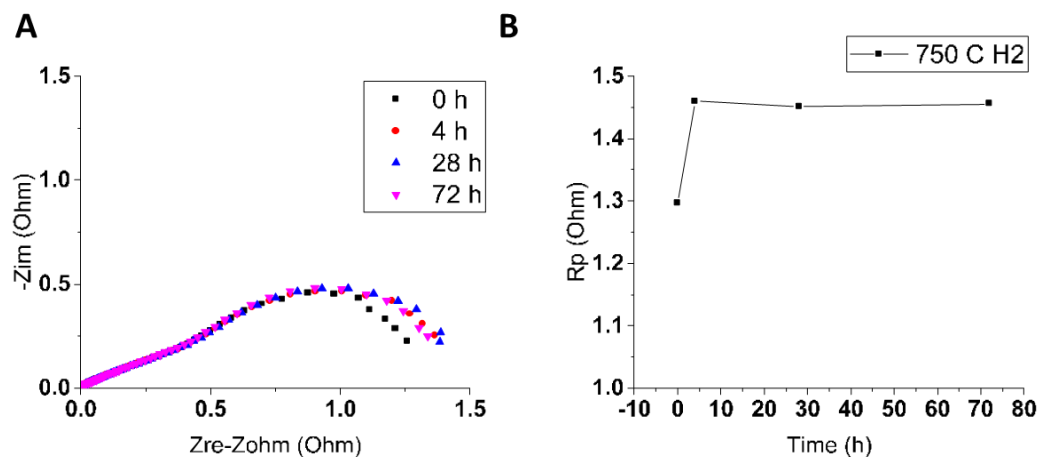 A
B
1.5
1.0
0.5
0.0
-Zim (Ohm)
0 h
4 h
28 h
72 h
0.0 0.5 1.0 1.5
Zre-Zohm (Ohm)
750 C H2
1.5
1.4
1.3
1.2
1.1
1.0
Rp (Ohm)
-10 0 10 20 30 40 50 60 70 80
Time (h)